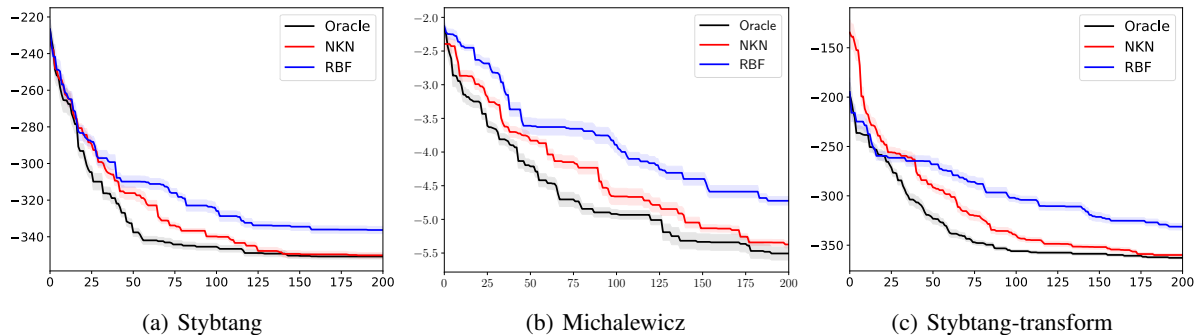 −220
−240
−260
−280
−300
−320
−340
0 25 50 75 100 125 150 175 200
Oracle
NKN
RBF
(a) Stybtang
−2.0
−2.5
−3.0
−3.5
−4.0
−4.5
−5.0
−5.5
0 25 50 75 100 125 150 175 200
Oracle
NKN
RBF
(b) Michalewicz
−150
−200
−250
−300
−350
0 25 50 75 100 125 150 175 200
Oracle
NKN
RBF
(c) Stybtang-transform